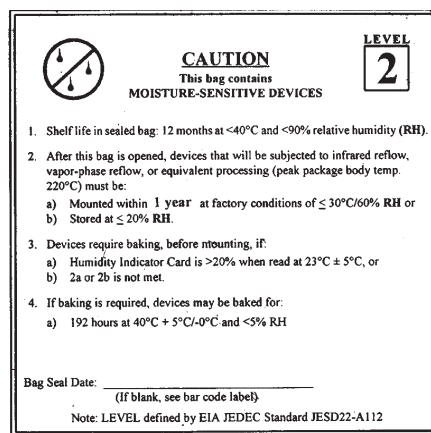 LEVEL
2
CAUTION
This bag contains
MOISTURE-SENSITIVE DEVICES
1. Shelf life in sealed bag: 12 months at <40°C and <90% relative humidity (RH).
2. After this bag is opened, devices that will be subjected to infrared reflow,
vapor-phase reflow, or equivalent processing (peak package body temp.
220°C) must be:
a) Mounted within 1 year at factory conditions of ≤ 30°C/60% RH or
b) Stored at ≤ 20% RH.
3. Devices require baking, before mounting, if:
a) Humidity Indicator Card is >20% when read at 23°C ± 5°C, or
b) 2a or 2b is not met.
4. If baking is required, devices may be baked for:
a) 192 hours at 40°C + 5°C/-0°C and <5% RH
Bag Seal Date: ____________________
(If blank, see bar code label)
Note: LEVEL defined by EIA JEDEC Standard JESD22-A112